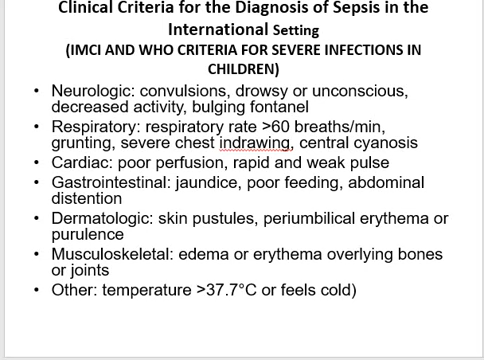 Clinical Criteria for the Diagnosis of Sepsis in the
International Setting
(IMCI AND WHO CRITERIA FOR SEVERE INFECTIONS IN
CHILDREN)
• Neurologic: convulsions, drowsy or unconscious,
decreased activity, bulging fontanel
• Respiratory: respiratory rate >60 breaths/min,
grunting, severe chest indrawing, central cyanosis
• Cardiac: poor perfusion, rapid and weak pulse
• Gastrointestinal: jaundice, poor feeding, abdominal
distention
• Dermatologic: skin pustules, periumbilical erythema or
purulence
• Musculoskeletal: edema or erythema overlying bones
or joints
• Other: temperature >37.7°C or feels cold)